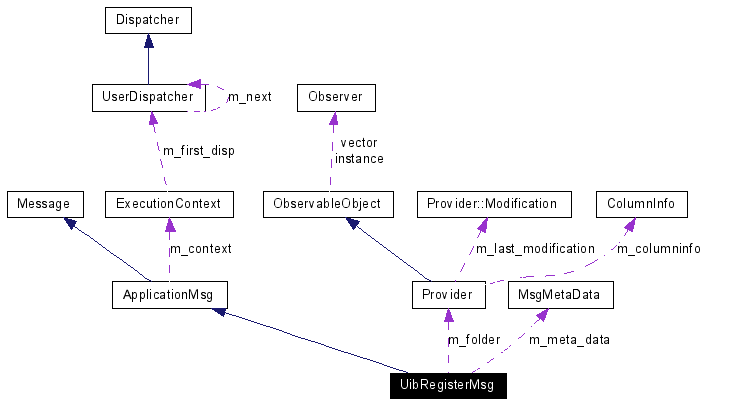 Dispatcher
UserDispatcher
m_next
Observer
m_first_disp
vector
instance
Message
ExecutionContext
ObservableObject
Provider::Modification
ColumnInfo
m_context
m_last_modification
m_columninfo
ApplicationMsg
Provider
MsgMetaData
m_folder
m_meta_data
UibRegisterMsg